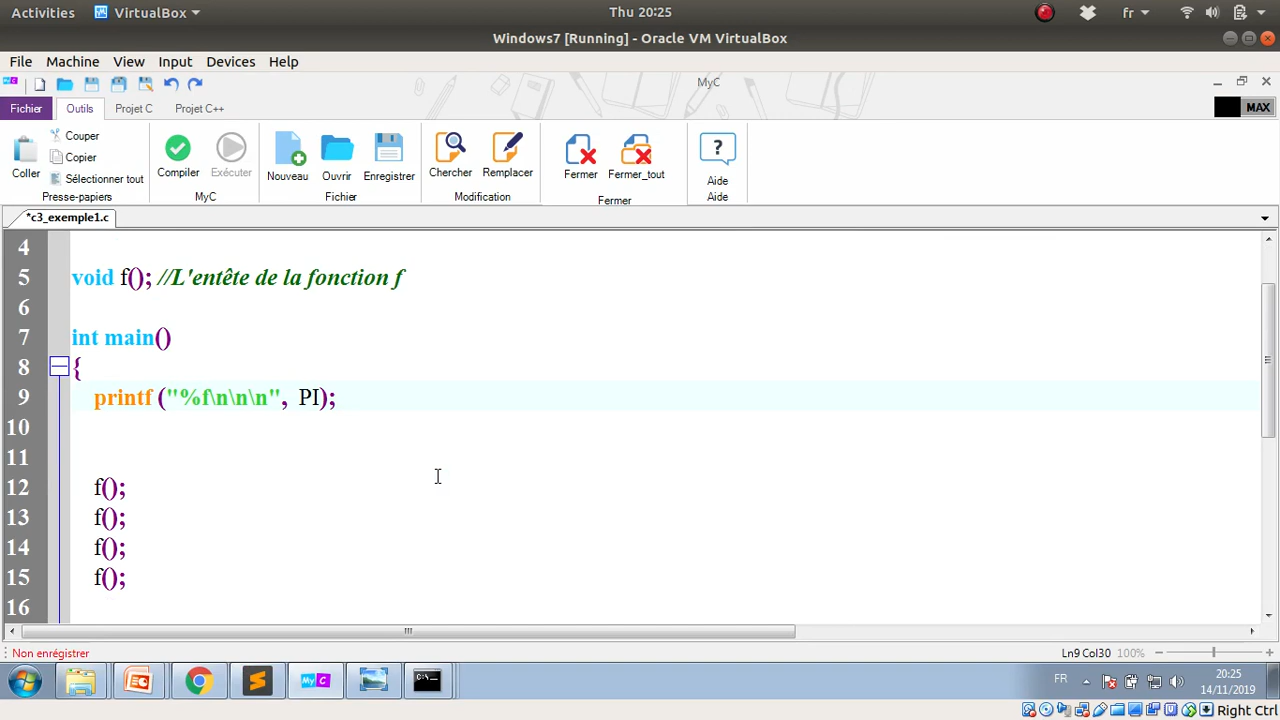 Activities VirtualBox Thu 20:25 fr
Windows7 [Running] - Oracle VM VirtualBox
File Machine View Input Devices Help
MyC
Fichier Outils Projet C Projet C++ MAX
Coller
Couper
Copier
Sélectionner tout
Presse-papiers
Compiler Exécuter
MyC
Nouveau Ouvrir Enregistrer
Fichier
Chercher Remplacer
Modification
Fermer Fermer_tout
Fermer
Aide
Aide
*c3_exemple1.c
4
5 void f(); //L'entête de la fonction f
6
7 int main()
8 {
9 printf ("%f\n\n\n", PI);
10
11
12 f();
13 f();
14 f();
15 f();
16
Non enregistrer Ln9 Col30 100%
FR 20:25
14/11/2019
Right Ctrl